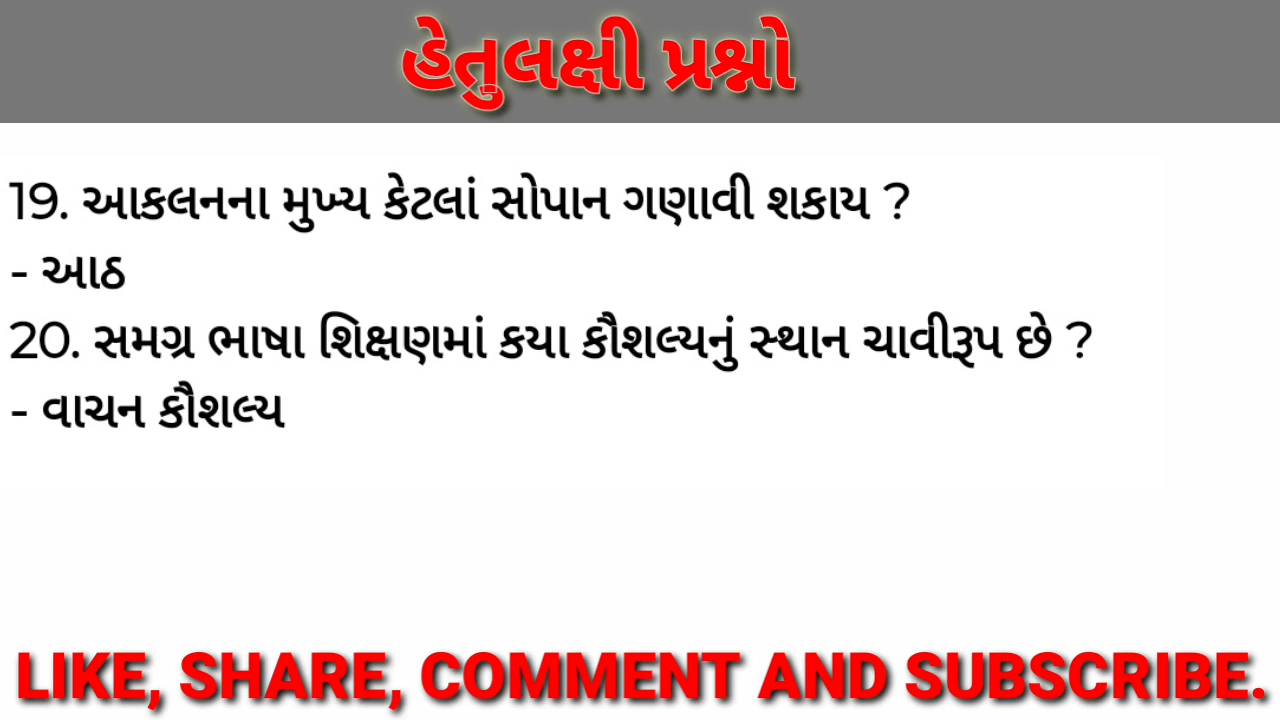 હેતુલક્ષી પ્રશ્નો
19. આકલનના મુખ્ય કેટલાં સોપાન ગણાવી શકાય ?
- આઠ
20. સમગ્ર ભાષા શિક્ષણમાં કયા કૌશલ્યનું સ્થાન ચાવીરૂપ છે ?
- વાચન કૌશલ્ય
LIKE, SHARE, COMMENT AND SUBSCRIBE.